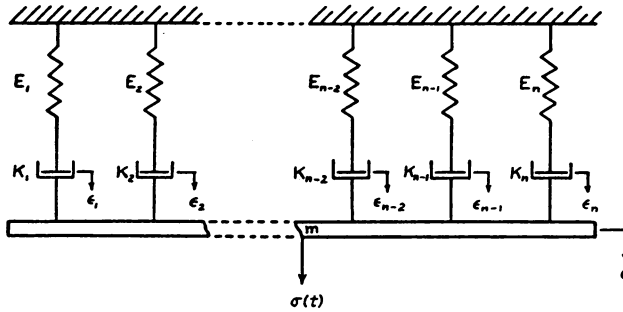 E₁ E₂ Eₙ₋₂ Eₙ₋₁ Eₙ
K₁ K₂ Kₙ₋₂ Kₙ₋₁ Kₙ
ϵ₁ ϵ₂ ϵₙ₋₂ ϵₙ₋₁ ϵₙ
m
σ(t)